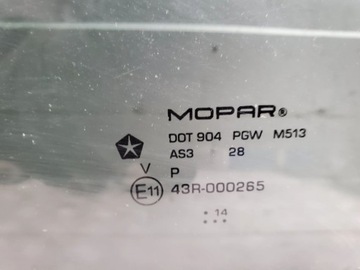 MOPAR®
DOT 904 PGW M513
AS3 28
V P
E11 43R-000265
14